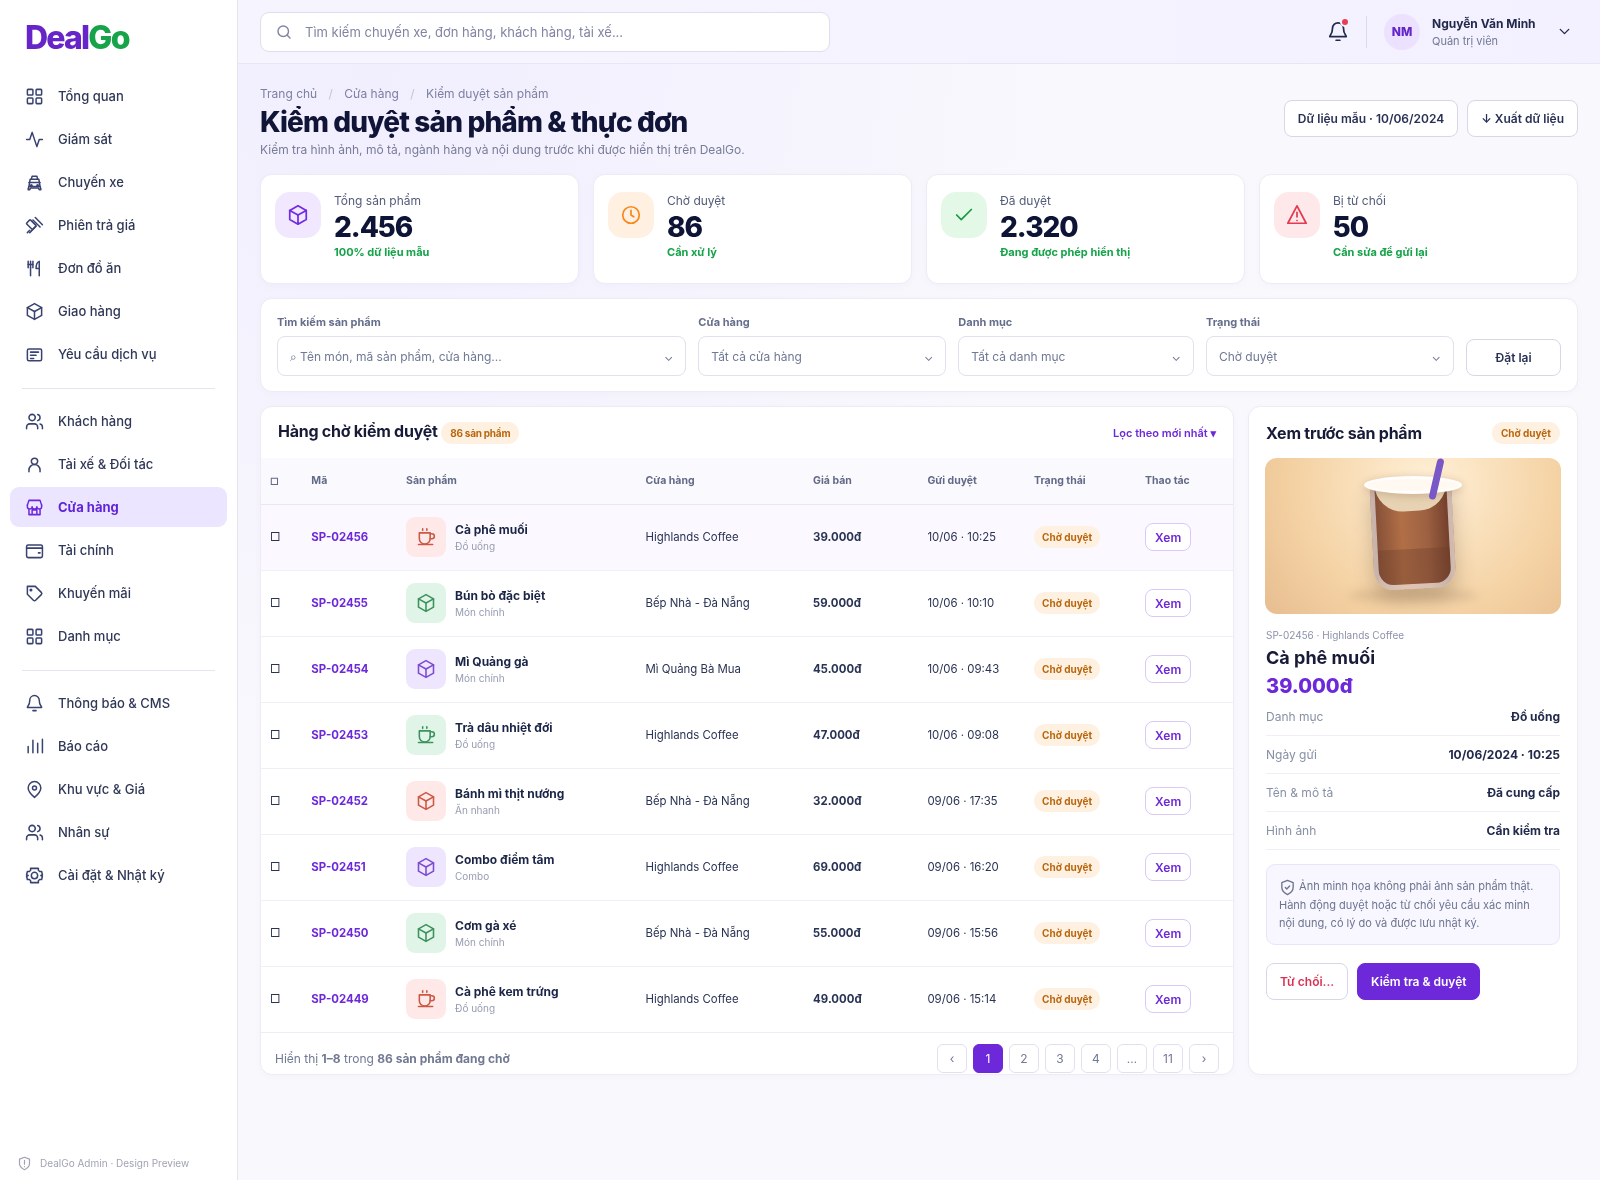 DealGo
Tổng quan
Giám sát
Chuyến xe
Phiên trả giá
Đơn đồ ăn
Giao hàng
Yêu cầu dịch vụ
Khách hàng
Tài xế & Đối tác
Cửa hàng
Tài chính
Khuyến mãi
Danh mục
Thông báo & CMS
Báo cáo
Khu vực & Giá
Nhân sự
Cài đặt & Nhật ký
DealGo Admin · Design Preview
Tìm kiếm chuyến xe, đơn hàng, khách hàng, tài xế...
NM
Nguyễn Văn Minh
Quản trị viên
Trang chủ / Cửa hàng / Kiểm duyệt sản phẩm
Kiểm duyệt sản phẩm & thực đơn
Kiểm tra hình ảnh, mô tả, ngành hàng và nội dung trước khi được hiển thị trên DealGo.
Dữ liệu mẫu · 10/06/2024
↓ Xuất dữ liệu
Tổng sản phẩm
2.456
100% dữ liệu mẫu
Chờ duyệt
86
Cần xử lý
Đã duyệt
2.320
Đang được phép hiển thị
Bị từ chối
50
Cần sửa để gửi lại
Tìm kiếm sản phẩm
⌕ Tên món, mã sản phẩm, cửa hàng...
Cửa hàng
Tất cả cửa hàng
Danh mục
Tất cả danh mục
Trạng thái
Chờ duyệt
Đặt lại
Hàng chờ kiểm duyệt 86 sản phẩm
Lọc theo mới nhất ▾
☐ Mã Sản phẩm Cửa hàng Giá bán Gửi duyệt Trạng thái Thao tác
☐ SP-02456 Cà phê muối Highlands Coffee 39.000đ 10/06 · 10:25 Chờ duyệt Xem
Đồ uống
☐ SP-02455 Bún bò đặc biệt Bếp Nhà - Đà Nẵng 59.000đ 10/06 · 10:10 Chờ duyệt Xem
Món chính
☐ SP-02454 Mì Quảng gà Mì Quảng Bà Mua 45.000đ 10/06 · 09:43 Chờ duyệt Xem
Món chính
☐ SP-02453 Trà dâu nhiệt đới Highlands Coffee 47.000đ 10/06 · 09:08 Chờ duyệt Xem
Đồ uống
☐ SP-02452 Bánh mì thịt nướng Bếp Nhà - Đà Nẵng 32.000đ 09/06 · 17:35 Chờ duyệt Xem
Ăn nhanh
☐ SP-02451 Combo điểm tâm Highlands Coffee 69.000đ 09/06 · 16:20 Chờ duyệt Xem
Combo
☐ SP-02450 Cơm gà xé Bếp Nhà - Đà Nẵng 55.000đ 09/06 · 15:56 Chờ duyệt Xem
Món chính
☐ SP-02449 Cà phê kem trứng Highlands Coffee 49.000đ 09/06 · 15:14 Chờ duyệt Xem
Đồ uống
Hiển thị 1–8 trong 86 sản phẩm đang chờ
‹ 1 2 3 4 ... 11 ›
Xem trước sản phẩm
Chờ duyệt
SP-02456 · Highlands Coffee
Cà phê muối
39.000đ
Danh mục Đồ uống
Ngày gửi 10/06/2024 · 10:25
Tên & mô tả Đã cung cấp
Hình ảnh Cần kiểm tra
Ảnh minh họa không phải ảnh sản phẩm thật.
Hành động duyệt hoặc từ chối yêu cầu xác minh
nội dung, có lý do và được lưu nhật ký.
Từ chối...
Kiểm tra & duyệt